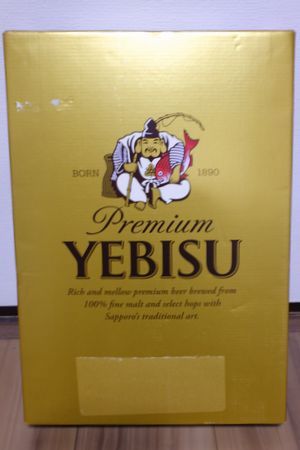 BORN 1890
Premium
YEBISU
Rich and mellow premium beer brewed from
100% fine malt and select hops with
Sapporo's traditional art.